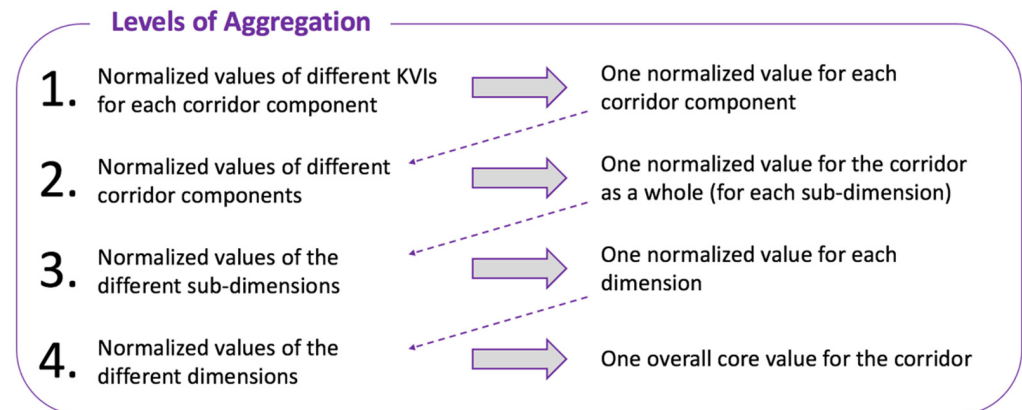 Levels of Aggregation
1. Normalized values of different KVIs
for each corridor component
One normalized value for each
corridor component
2. Normalized values of different
corridor components
One normalized value for the corridor
as a whole (for each sub-dimension)
3. Normalized values of the
different sub-dimensions
One normalized value for each
dimension
4. Normalized values of the
different dimensions
One overall core value for the corridor